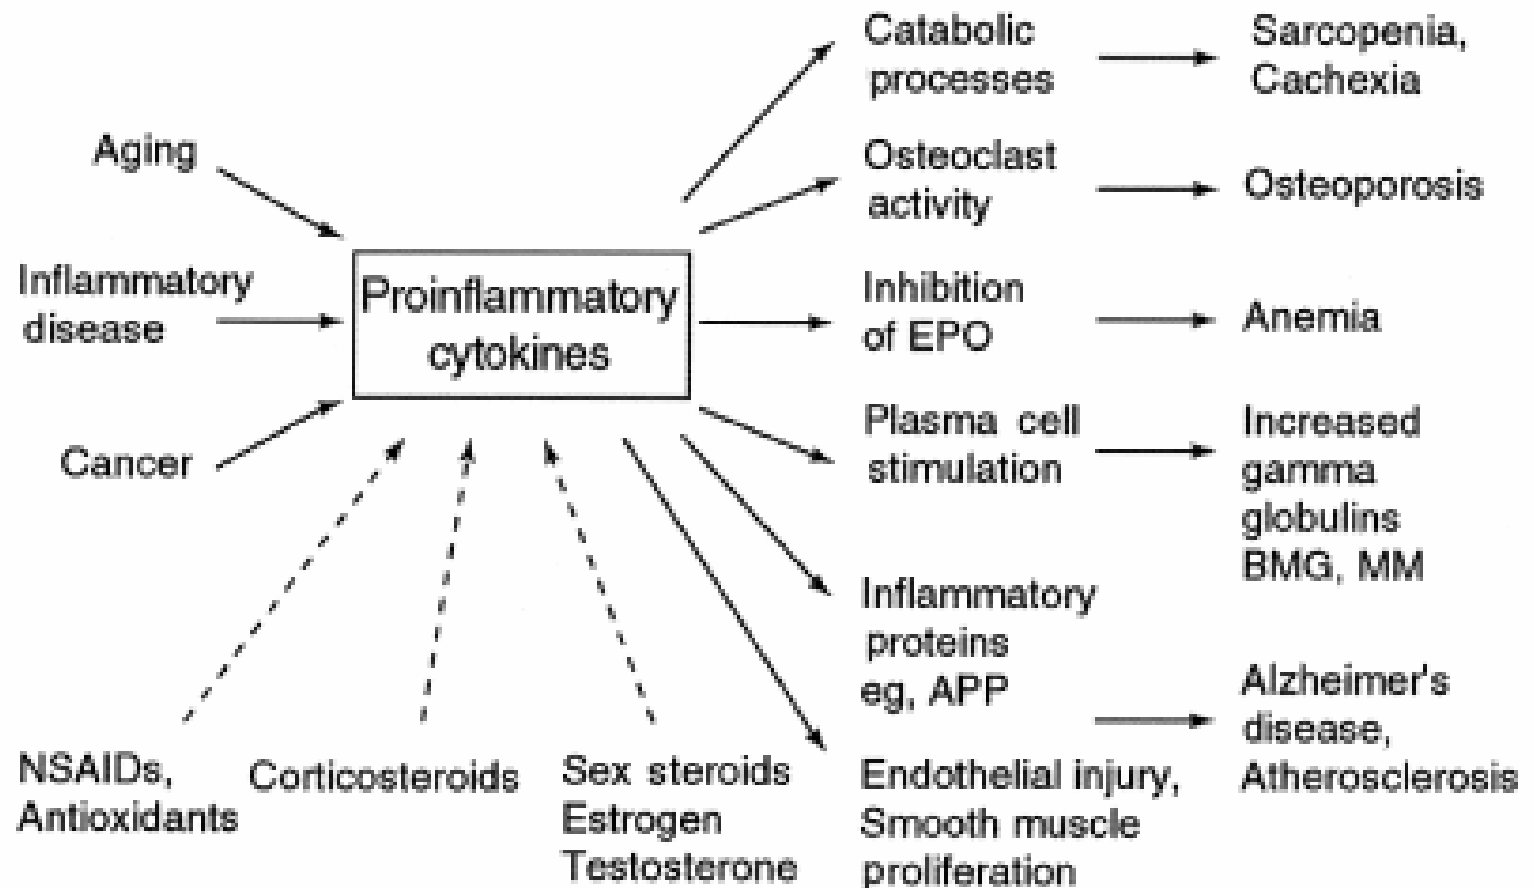 Aging
Inflammatory
disease
Cancer
Proinflammatory
cytokines
NSAIDs,
Antioxidants
Corticosteroids
Sex steroids
Estrogen
Testosterone
Catabolic
processes
Sarcopenia,
Cachexia
Osteoclast
activity
Osteoporosis
Inhibition
of EPO
Anemia
Plasma cell
stimulation
Increased
gamma
globulins
BMG, MM
Inflammatory
proteins
eg, APP
Endothelial injury,
Smooth muscle
proliferation
Alzheimer's
disease,
Atherosclerosis